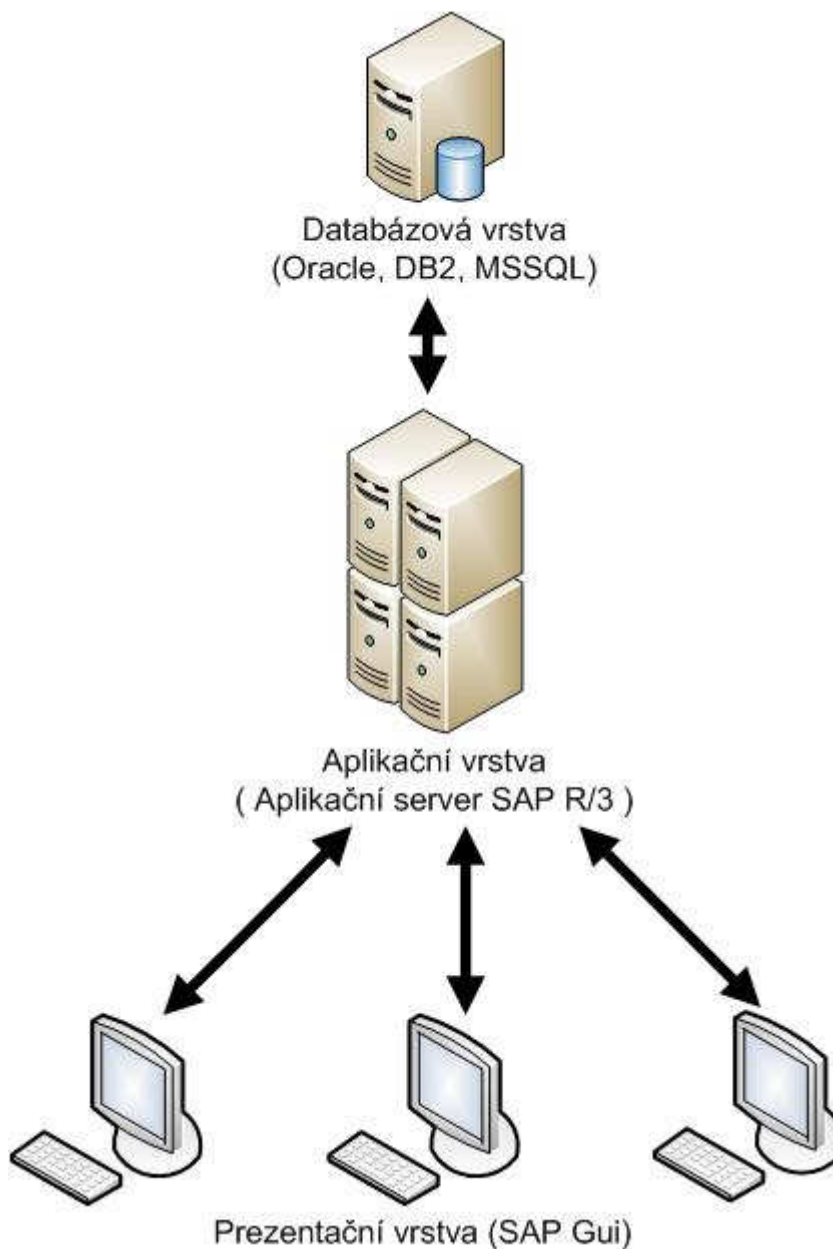 Databázová vrstva
(Oracle, DB2, MSSQL)
Aplikační vrstva
( Aplikační server SAP R/3 )
Prezentační vrstva (SAP Gui)